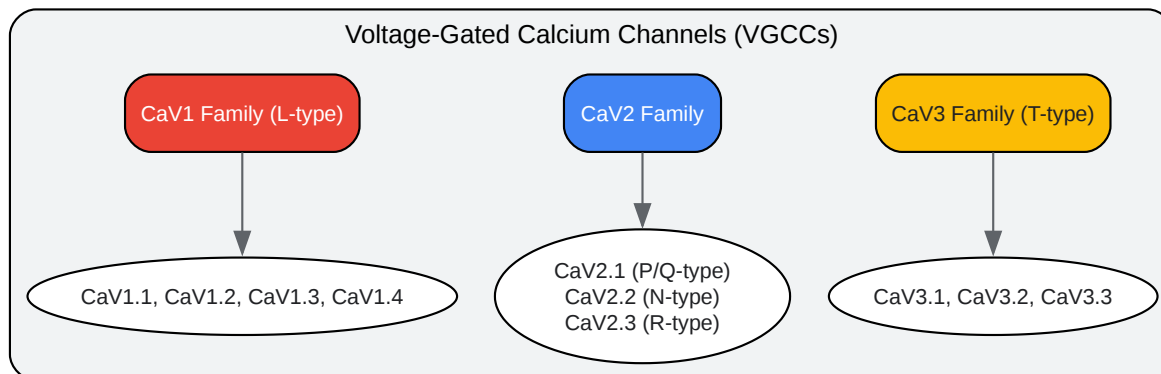 Voltage-Gated Calcium Channels (VGCCs)
CaV1 Family (L-type)
CaV2 Family
CaV3 Family (T-type)
CaV1.1, CaV1.2, CaV1.3, CaV1.4
CaV2.1 (P/Q-type)
CaV2.2 (N-type)
CaV2.3 (R-type)
CaV3.1, CaV3.2, CaV3.3